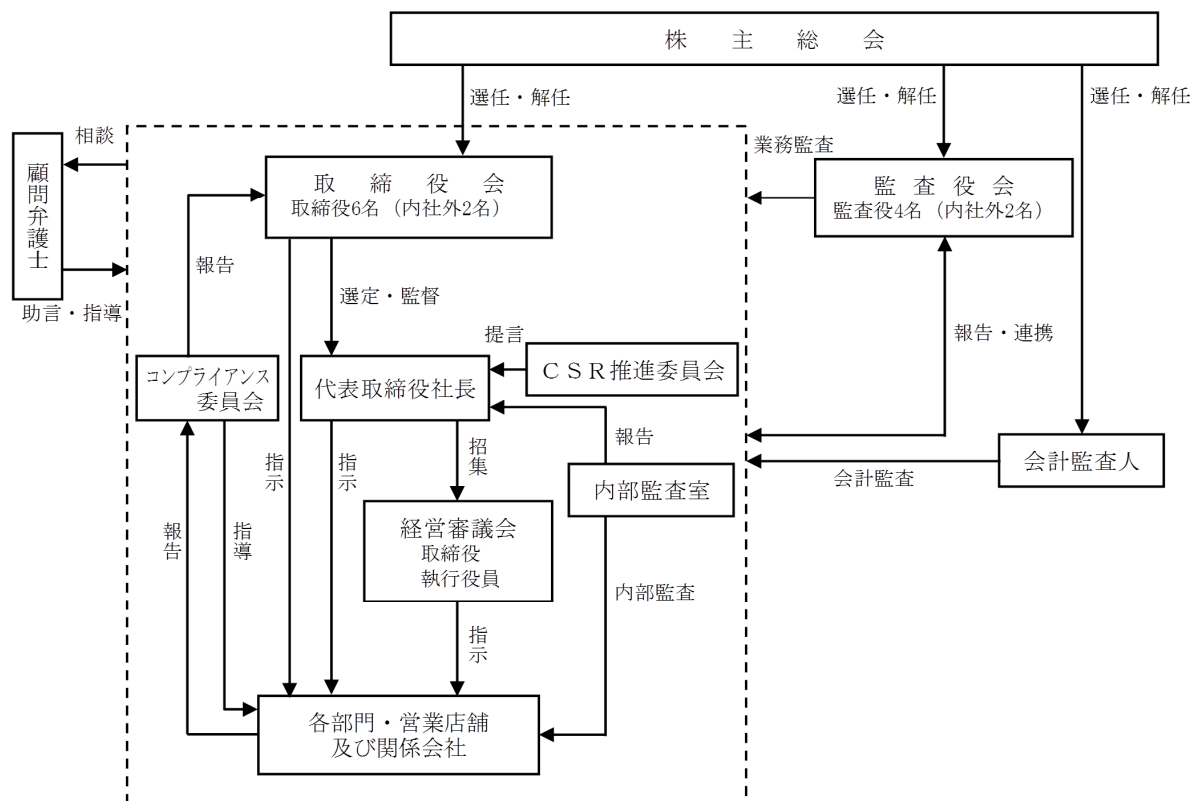 株主総会
選任・解任
選任・解任
選任・解任
相談
業務監査
顧問弁護士
取締役会
取締役6名（内社外2名）
監査役会
監査役4名（内社外2名）
報告
助言・指導
選定・監督
提言
報告・連携
コンプライアンス
委員会
代表取締役社長
ＣＳＲ推進委員会
報告
招集
指示
指示
内部監査室
会計監査人
会計監査
報告
指導
経営審議会
取締役
執行役員
内部監査
指示
各部門・営業店舗
及び関係会社